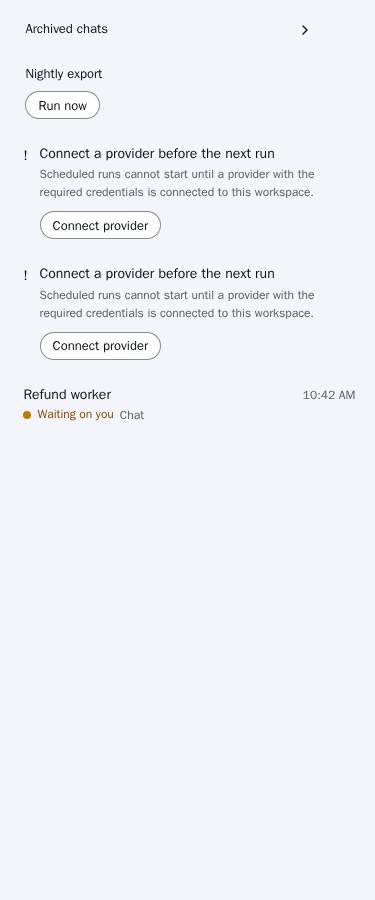 Archived chats
Nightly export
Run now
! Connect a provider before the next run
Scheduled runs cannot start until a provider with the
required credentials is connected to this workspace.
Connect provider
! Connect a provider before the next run
Scheduled runs cannot start until a provider with the
required credentials is connected to this workspace.
Connect provider
Refund worker 10:42 AM
Waiting on you Chat